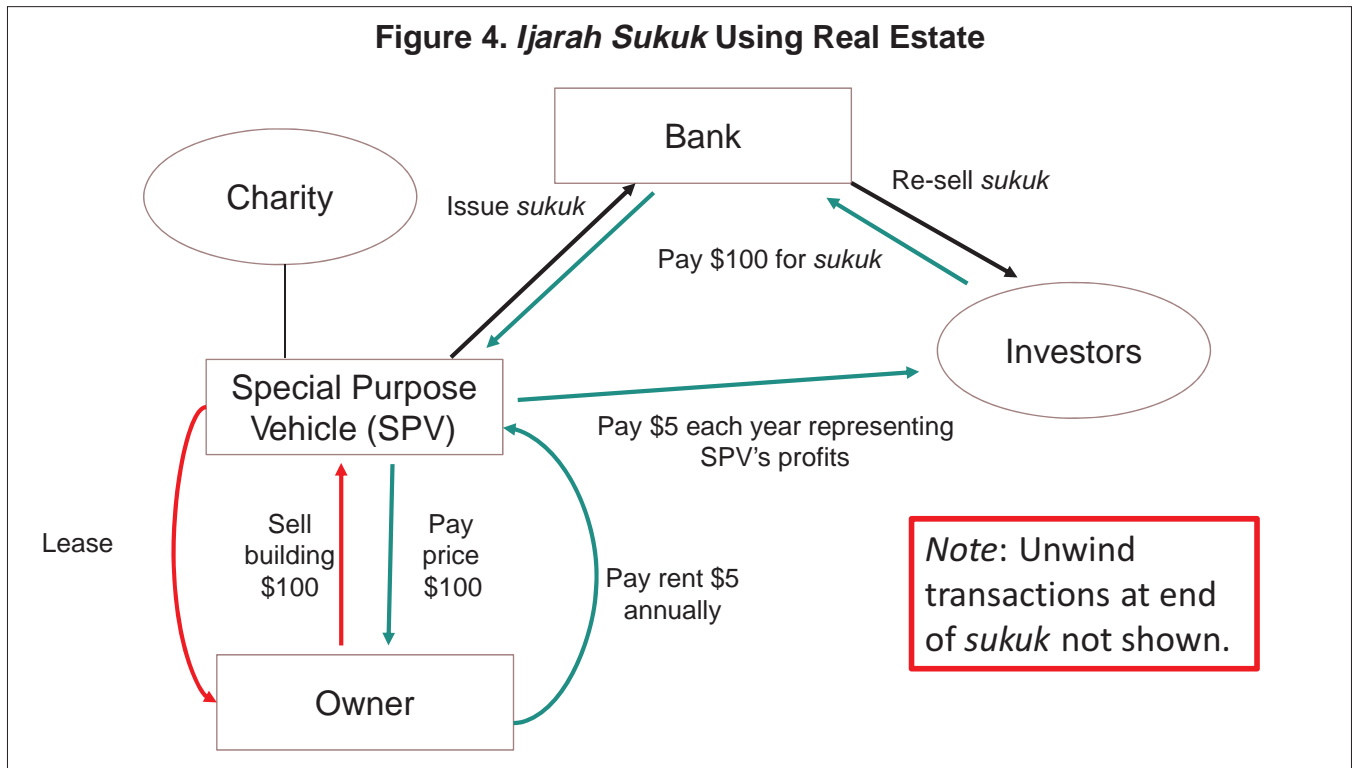 Figure 4. Ijarah Sukuk Using Real Estate
Bank
Charity
Issue sukuk
Re-sell sukuk
Pay $100 for sukuk
Investors
Special Purpose
Vehicle (SPV)
Pay $5 each year representing
SPV’s profits
Lease
Sell
building
$100
Pay
price
$100
Pay rent $5
annually
Note: Unwind
transactions at end
of sukuk not shown.
Owner